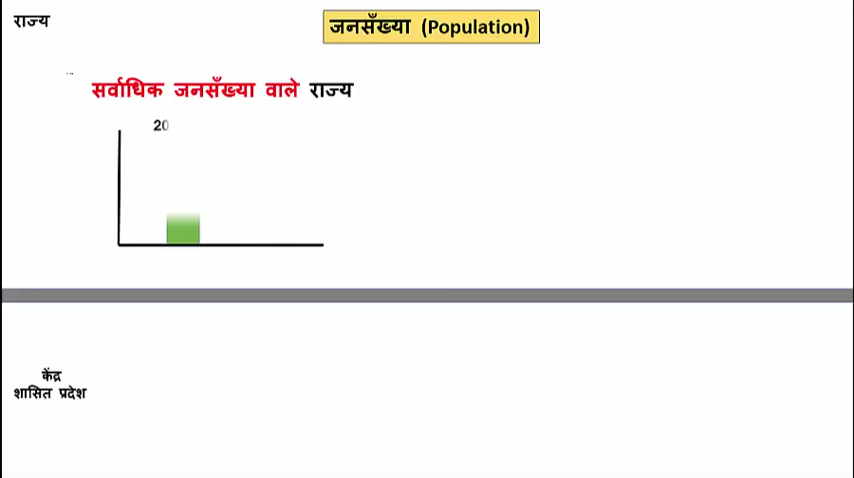 राज्य
जनसँख्या (Population)
सर्वाधिक जनसँख्या वाले राज्य
20
केंद्र
शासित प्रदेश